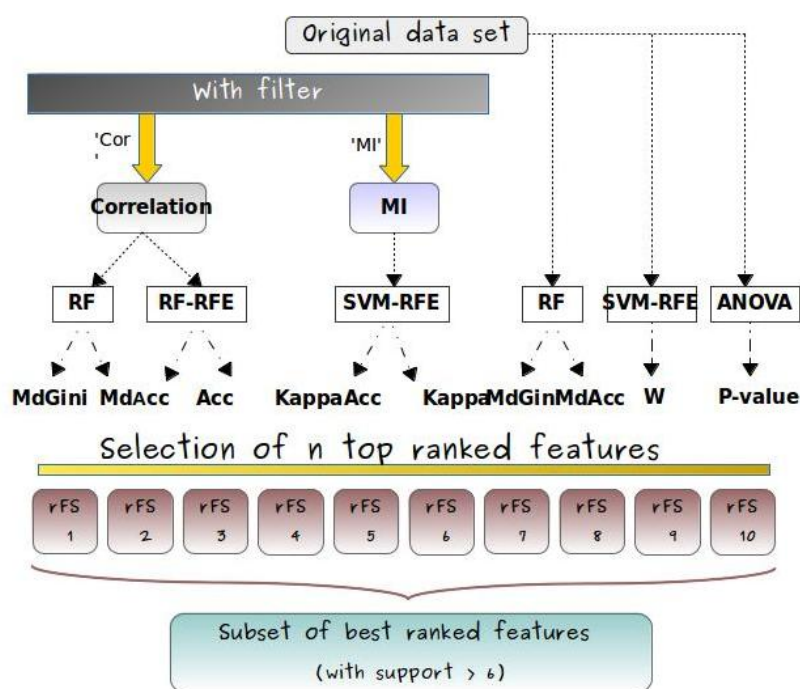 Original data set
With filter
'Cor
'
'MI'
Correlation
MI
RF
RF-RFE
SVM-RFE
RF
SVM-RFE
ANOVA
MdGini
MdAcc
Acc
KappaAcc
KappaMdGinMdAcc
W
P-value
Selection of n top ranked features
rFS
1
rFS
2
rFS
3
rFS
4
rFS
5
rFS
6
rFS
7
rFS
8
rFS
9
rFS
10
Subset of best ranked features
(with support > 6)